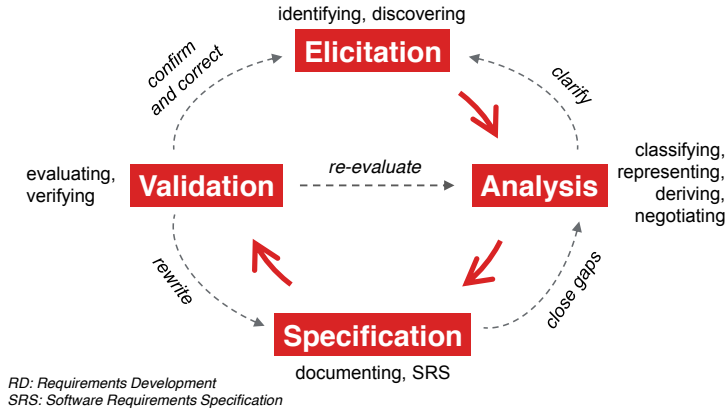 identifying, discovering
Elicitation
confirm
and correct
clarify
evaluating,
verifying
Validation
re-evaluate
Analysis
classifying,
representing,
deriving,
negotiating
rewrite
close gaps
Specification
documenting, SRS
RD: Requirements Development
SRS: Software Requirements Specification